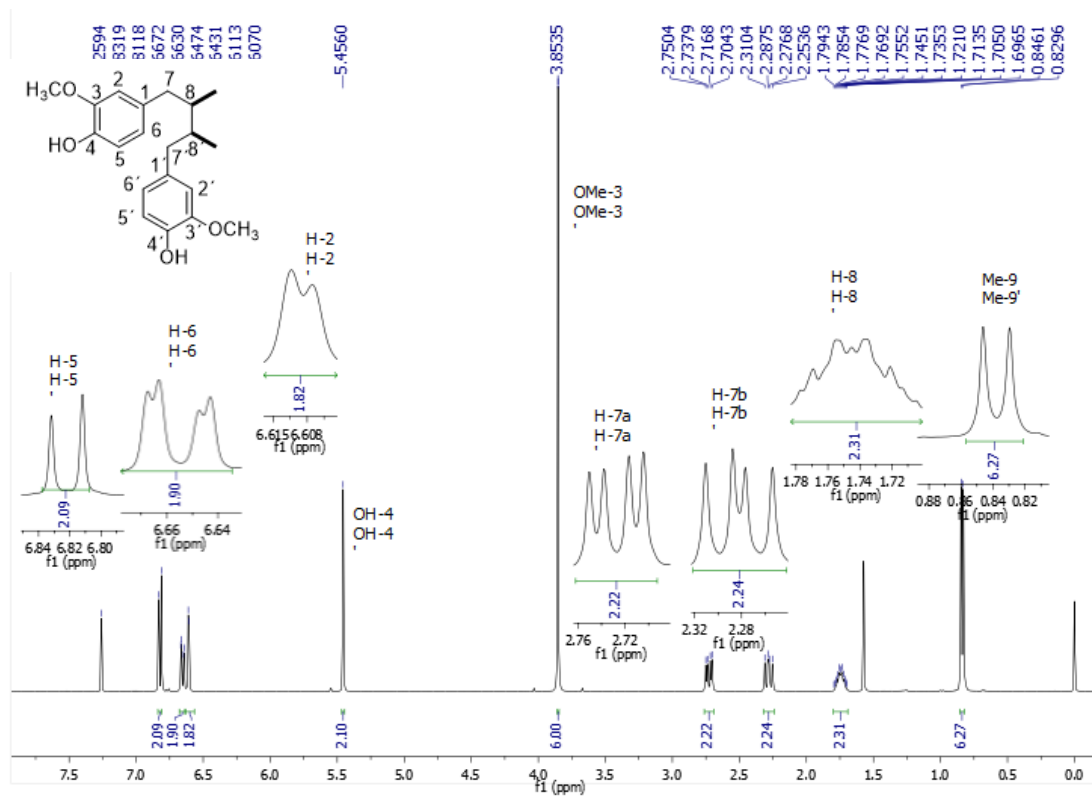 2594
8319
8118
6672
6630
6474
6431
6113
6070
5.4560
3.8535
2.7504
2.7379
2.7168
2.7043
2.3104
2.2875
2.2768
2.2536
1.7943
1.7854
1.7769
1.7692
1.7552
1.7451
1.7353
1.7210
1.7135
1.7050
1.6965
0.8461
0.8296
H₃CO
HO
1 2 3 4 5 6 7 8
1´ 2´ 3´ 4´ 5´ 6´ 7´ 8´
OCH₃
OH
H-5
H-5
2.09
6.84 6.82 6.80
f1 (ppm)
H-6
H-6
'
1.90
6.66 6.64
f1 (ppm)
H-2
H-2
'
1.82
6.6156.608
f1 (ppm)
OH-4
OH-4
'
OMe-3
OMe-3
'
H-7a
H-7a
'
2.22
2.76 2.72
f1 (ppm)
H-7b
H-7b
'
2.24
2.32 2.28
f1 (ppm)
H-8
H-8
'
2.31
1.78 1.76 1.74 1.72
f1 (ppm)
Me-9
Me-9'
6.27
0.88 0.86 0.84 0.82
f1 (ppm)
2.09
1.90
1.82
2.10
6.00
2.22
2.24
2.31
6.27
7.5 7.0 6.5 6.0 5.5 5.0 4.5 4.0 3.5 3.0 2.5 2.0 1.5 1.0 0.5 0.0
f1 (ppm)